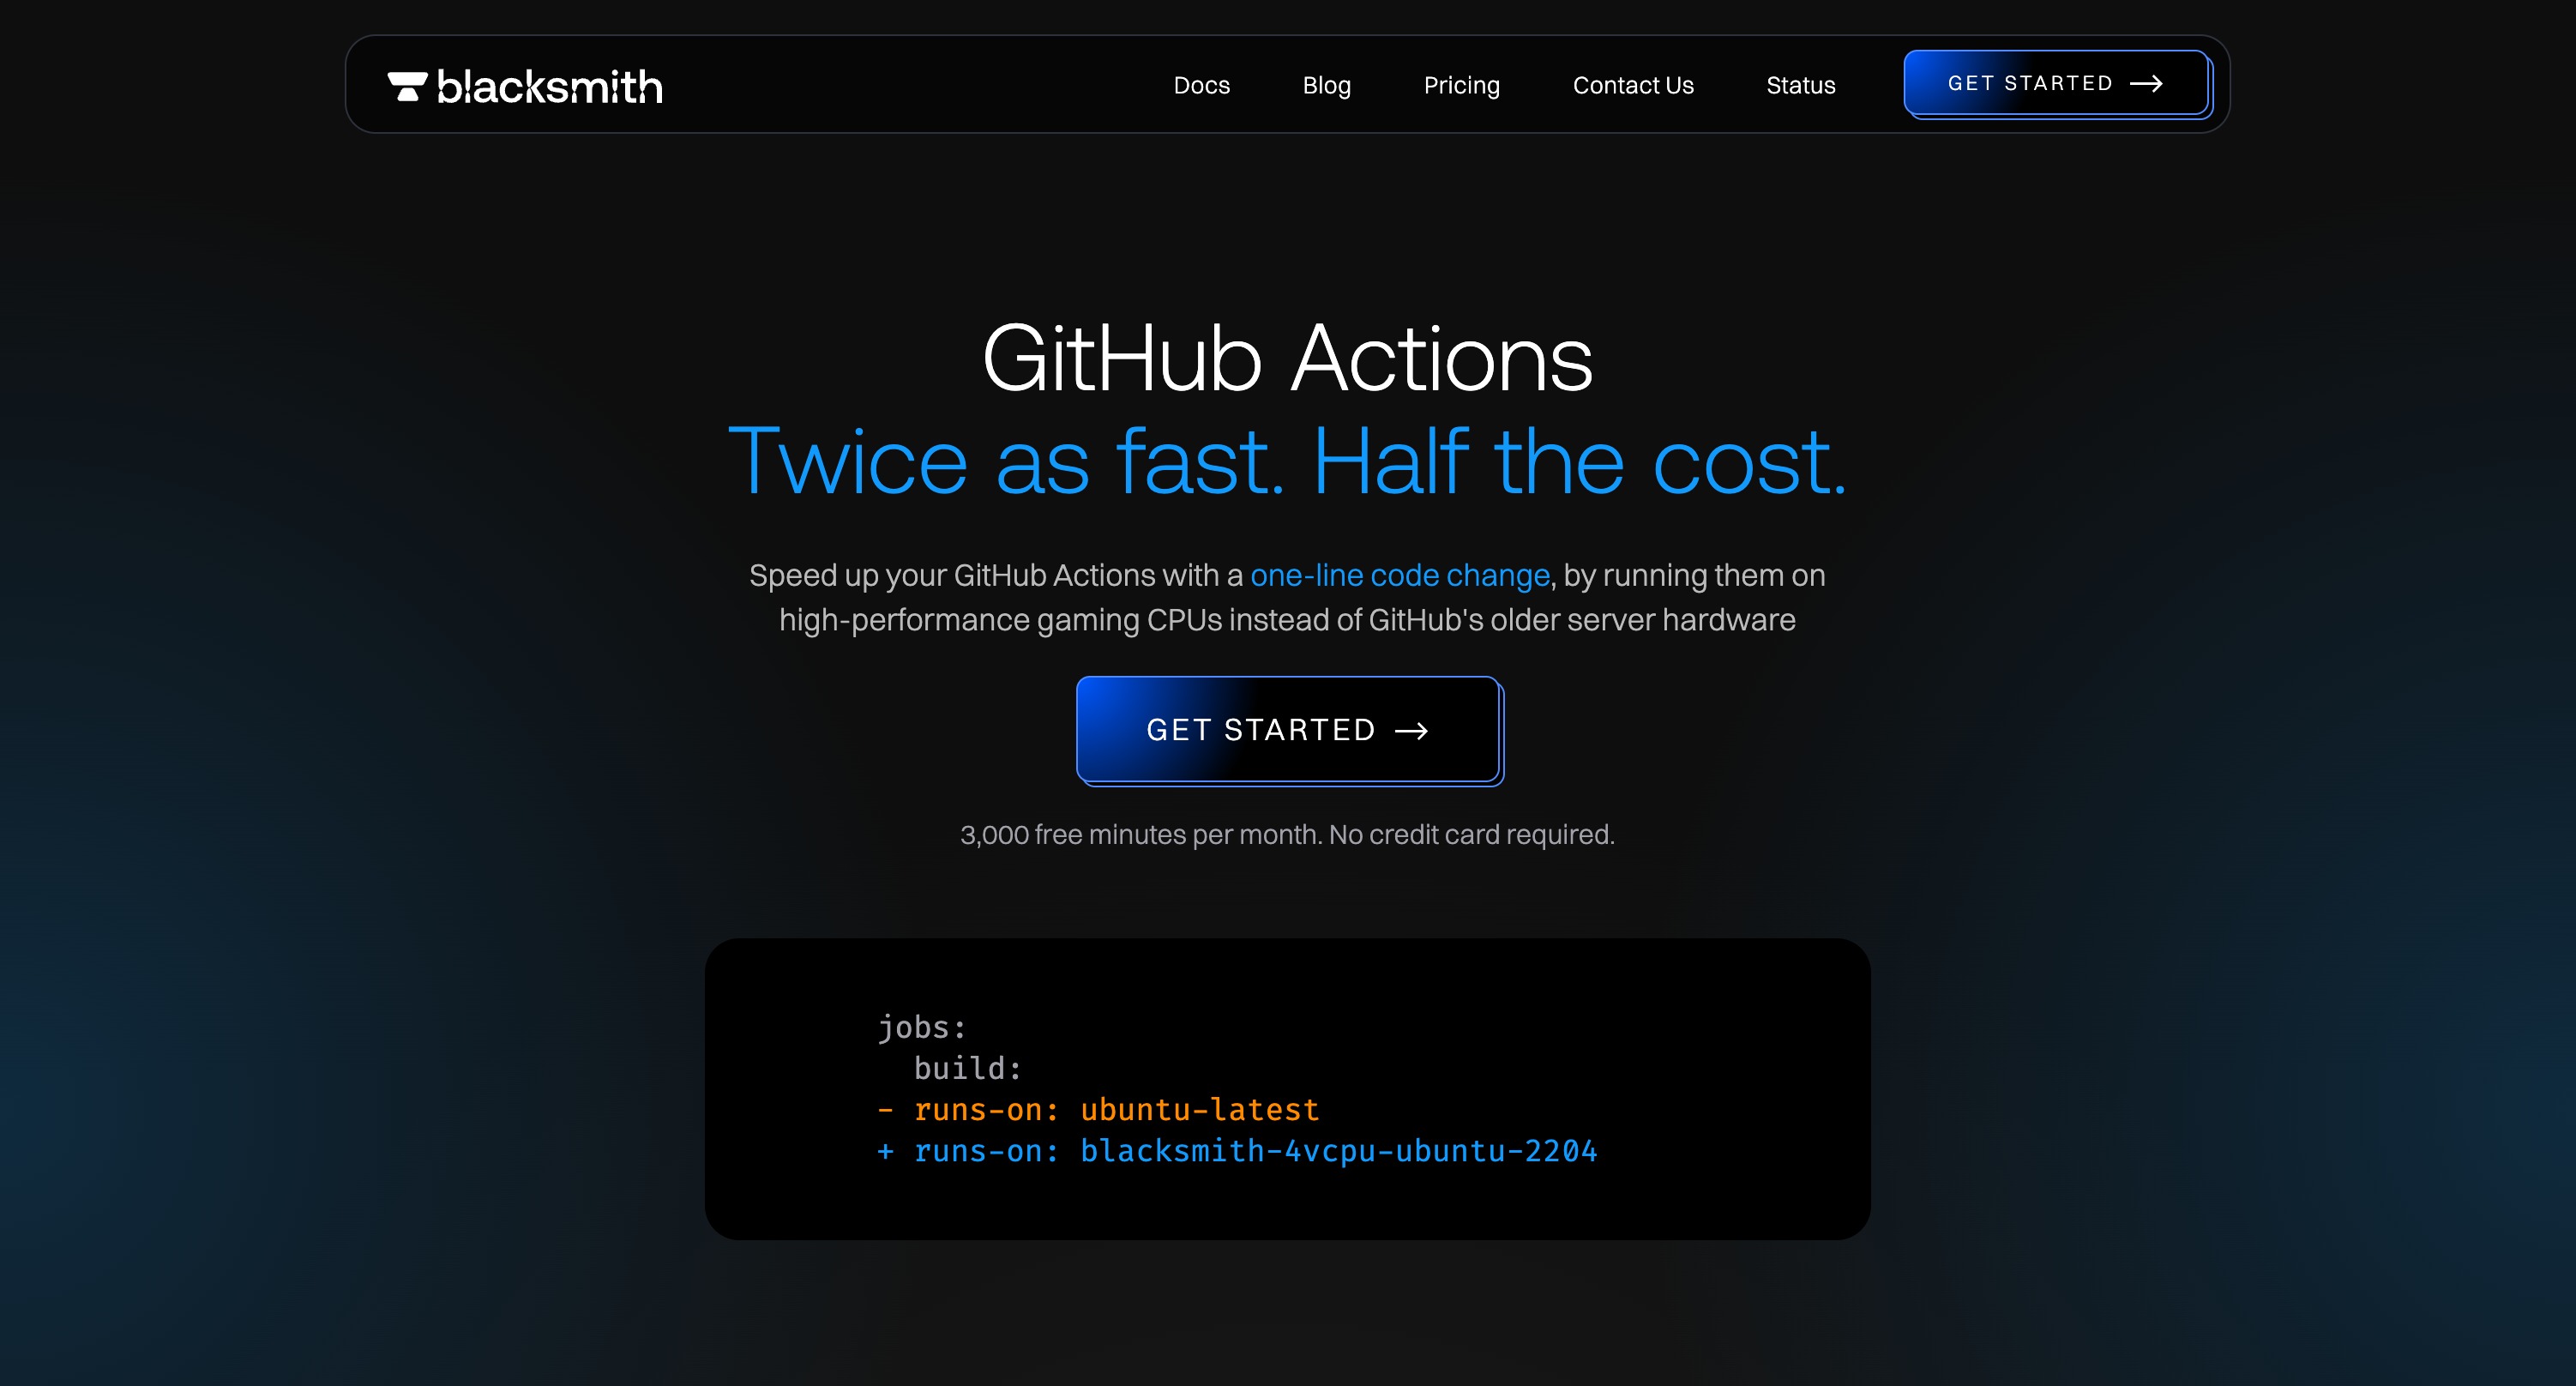 blacksmith
Docs
Blog
Pricing
Contact Us
Status
GET STARTED →
GitHub Actions
Twice as fast. Half the cost.
Speed up your GitHub Actions with a one-line code change, by running them on
high-performance gaming CPUs instead of GitHub's older server hardware
GET STARTED →
3,000 free minutes per month. No credit card required.
jobs:
  build:
- runs-on: ubuntu-latest
+ runs-on: blacksmith-4vcpu-ubuntu-2204